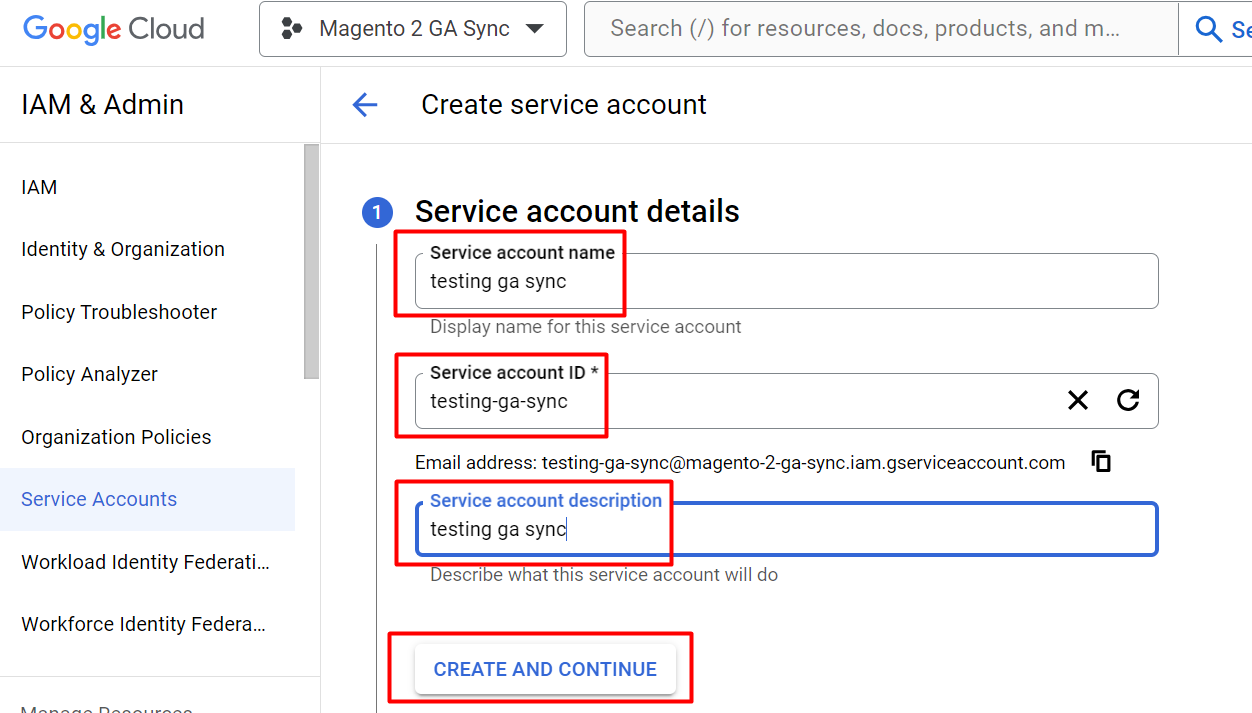 Google Cloud
Magento 2 GA Sync
Search (/) for resources, docs, products, and m…
Se
IAM & Admin
Create service account
IAM
Identity & Organization
Policy Troubleshooter
Policy Analyzer
Organization Policies
Service Accounts
Workload Identity Federati…
Workforce Identity Federa…
Manage Resources
1
Service account details
Service account name
testing ga sync
Display name for this service account
Service account ID *
testing-ga-sync
Email address: testing-ga-sync@magento-2-ga-sync.iam.gserviceaccount.com
Service account description
testing ga sync
Describe what this service account will do
CREATE AND CONTINUE